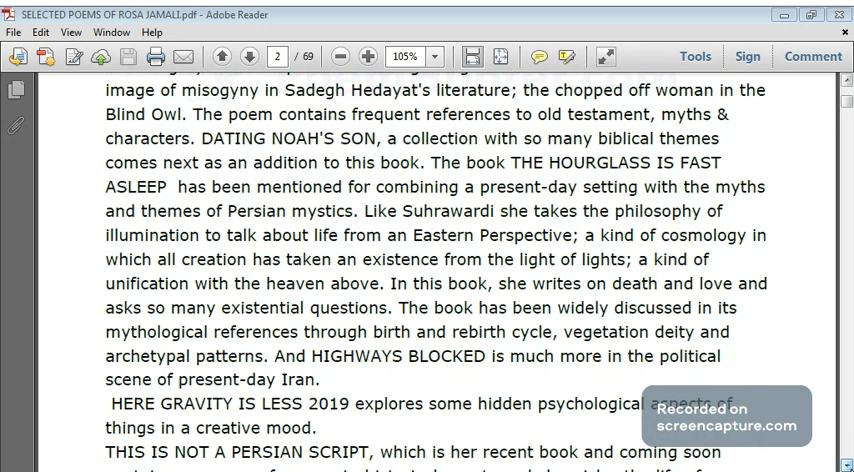 SELECTED POEMS OF ROSA JAMALI.pdf - Adobe Reader
File Edit View Window Help
2 / 69 105% Tools Sign Comment
image of misogyny in Sadegh Hedayat's literature; the chopped off woman in the
Blind Owl. The poem contains frequent references to old testament, myths &
characters. DATING NOAH'S SON, a collection with so many biblical themes
comes next as an addition to this book. The book THE HOURGLASS IS FAST
ASLEEP has been mentioned for combining a present-day setting with the myths
and themes of Persian mystics. Like Suhrawardi she takes the philosophy of
illumination to talk about life from an Eastern Perspective; a kind of cosmology in
which all creation has taken an existence from the light of lights; a kind of
unification with the heaven above. In this book, she writes on death and love and
asks so many existential questions. The book has been widely discussed in its
mythological references through birth and rebirth cycle, vegetation deity and
archetypal patterns. And HIGHWAYS BLOCKED is much more in the political
scene of present-day Iran.
HERE GRAVITY IS LESS 2019 explores some hidden psychological aspects of
things in a creative mood.
Recorded on
screencapture.com
THIS IS NOT A PERSIAN SCRIPT, which is her recent book and coming soon